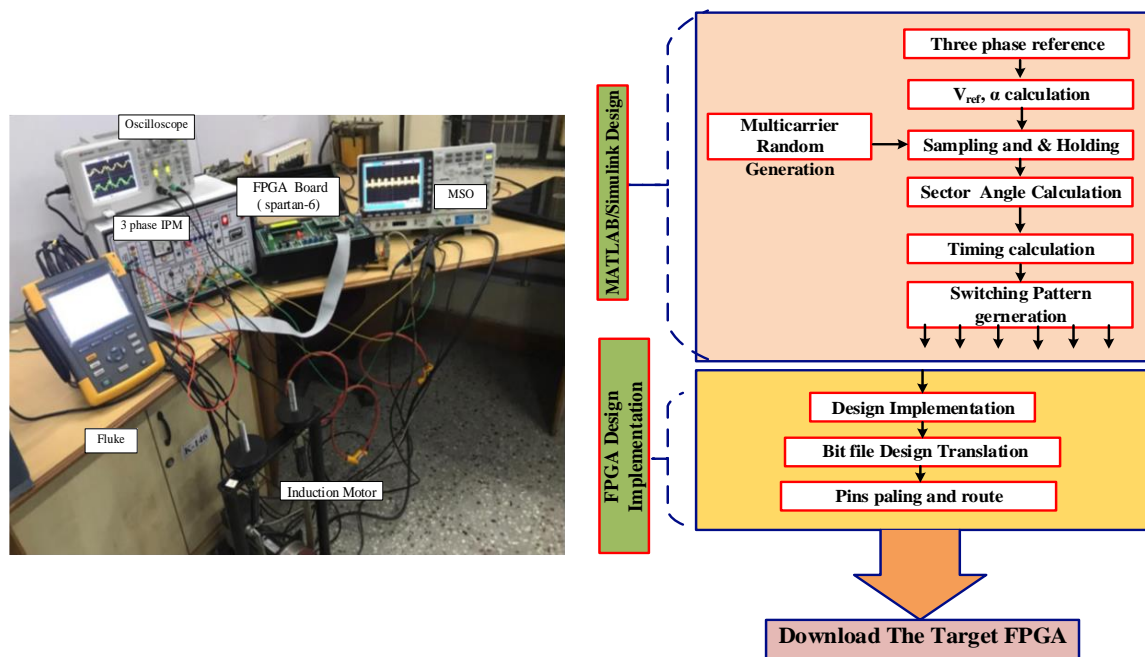 Oscilloscope
FPGA Board
( spartan-6)
MSO
3 phase IPM
Fluke
K-146
Induction Motor
MATLAB/Simulink Design
Three phase reference
Vref, α calculation
Multicarrier
Random
Generation
Sampling and & Holding
Sector Angle Calculation
Timing calculation
Switching Pattern
gerneration
FPGA Design
Implementation
Design Implementation
Bit file Design Translation
Pins paling and route
Download The Target FPGA